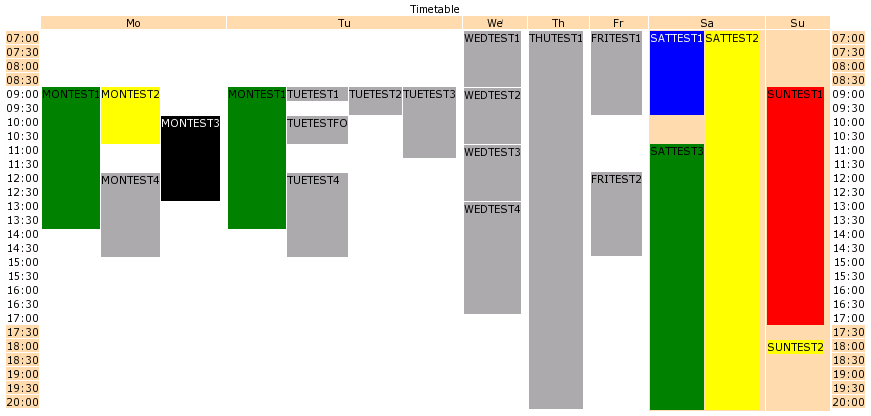 Timetable
Mo Tu We' Th Fr Sa Su
07:00 WEDTEST1 THUTEST1 FRITEST1 SATTEST1 SATTEST2 07:00
07:30 07:30
08:00 08:00
08:30 08:30
09:00 MONTEST1 MONTEST2 MONTEST1 TUETEST1 TUETEST2 TUETEST3 WEDTEST2 SUNTEST1 09:00
09:30 09:30
10:00 MONTEST3 TUETESTFO 10:00
10:30 10:30
11:00 WEDTEST3 SATTEST3 11:00
11:30 11:30
12:00 MONTEST4 TUETEST4 FRITEST2 12:00
12:30 12:30
13:00 WEDTEST4 13:00
13:30 13:30
14:00 14:00
14:30 14:30
15:00 15:00
15:30 15:30
16:00 16:00
16:30 16:30
17:00 17:00
17:30 17:30
18:00 SUNTEST2 18:00
18:30 18:30
19:00 19:00
19:30 19:30
20:00 20:00